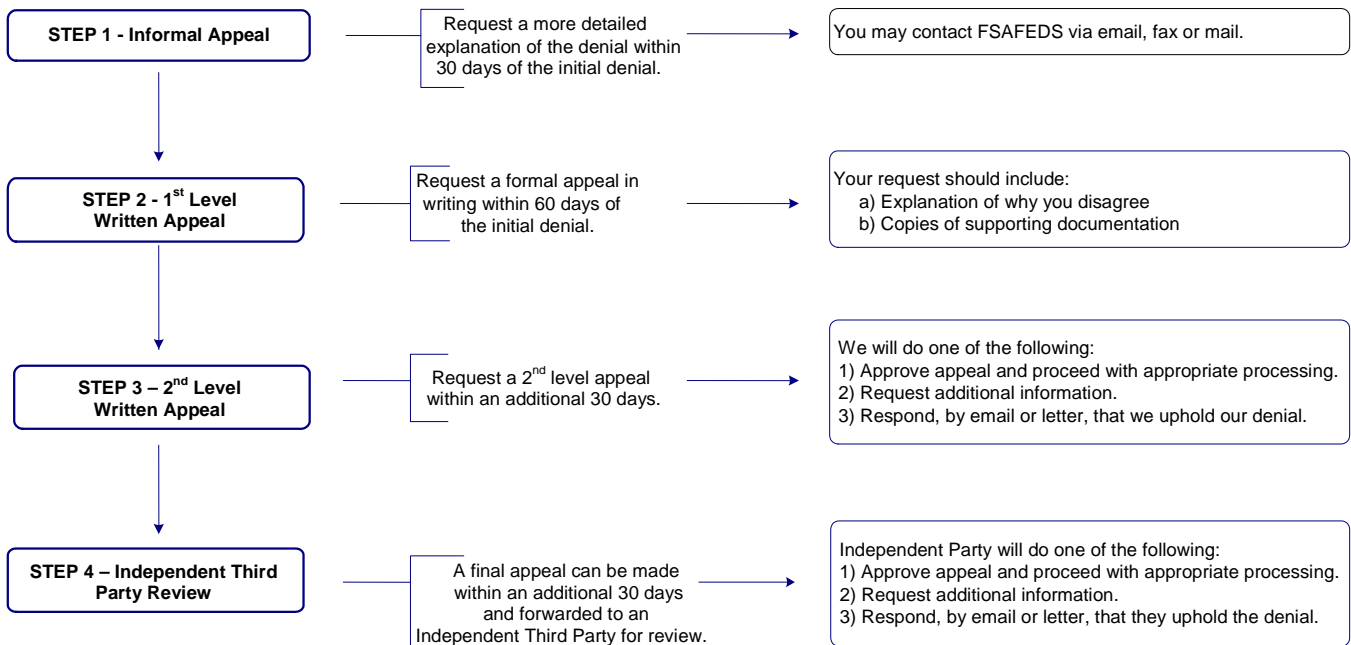 STEP 1 - Informal Appeal
Request a more detailed
explanation of the denial within
30 days of the initial denial.
You may contact FSAFEDS via email, fax or mail.
STEP 2 - 1st Level
Written Appeal
Request a formal appeal in
writing within 60 days of
the initial denial.
Your request should include:
a) Explanation of why you disagree
b) Copies of supporting documentation
STEP 3 – 2nd Level
Written Appeal
Request a 2nd level appeal
within an additional 30 days.
We will do one of the following:
1) Approve appeal and proceed with appropriate processing.
2) Request additional information.
3) Respond, by email or letter, that we uphold our denial.
STEP 4 – Independent Third
Party Review
A final appeal can be made
within an additional 30 days
and forwarded to an
Independent Third Party for review.
Independent Party will do one of the following:
1) Approve appeal and proceed with appropriate processing.
2) Request additional information.
3) Respond, by email or letter, that they uphold the denial.